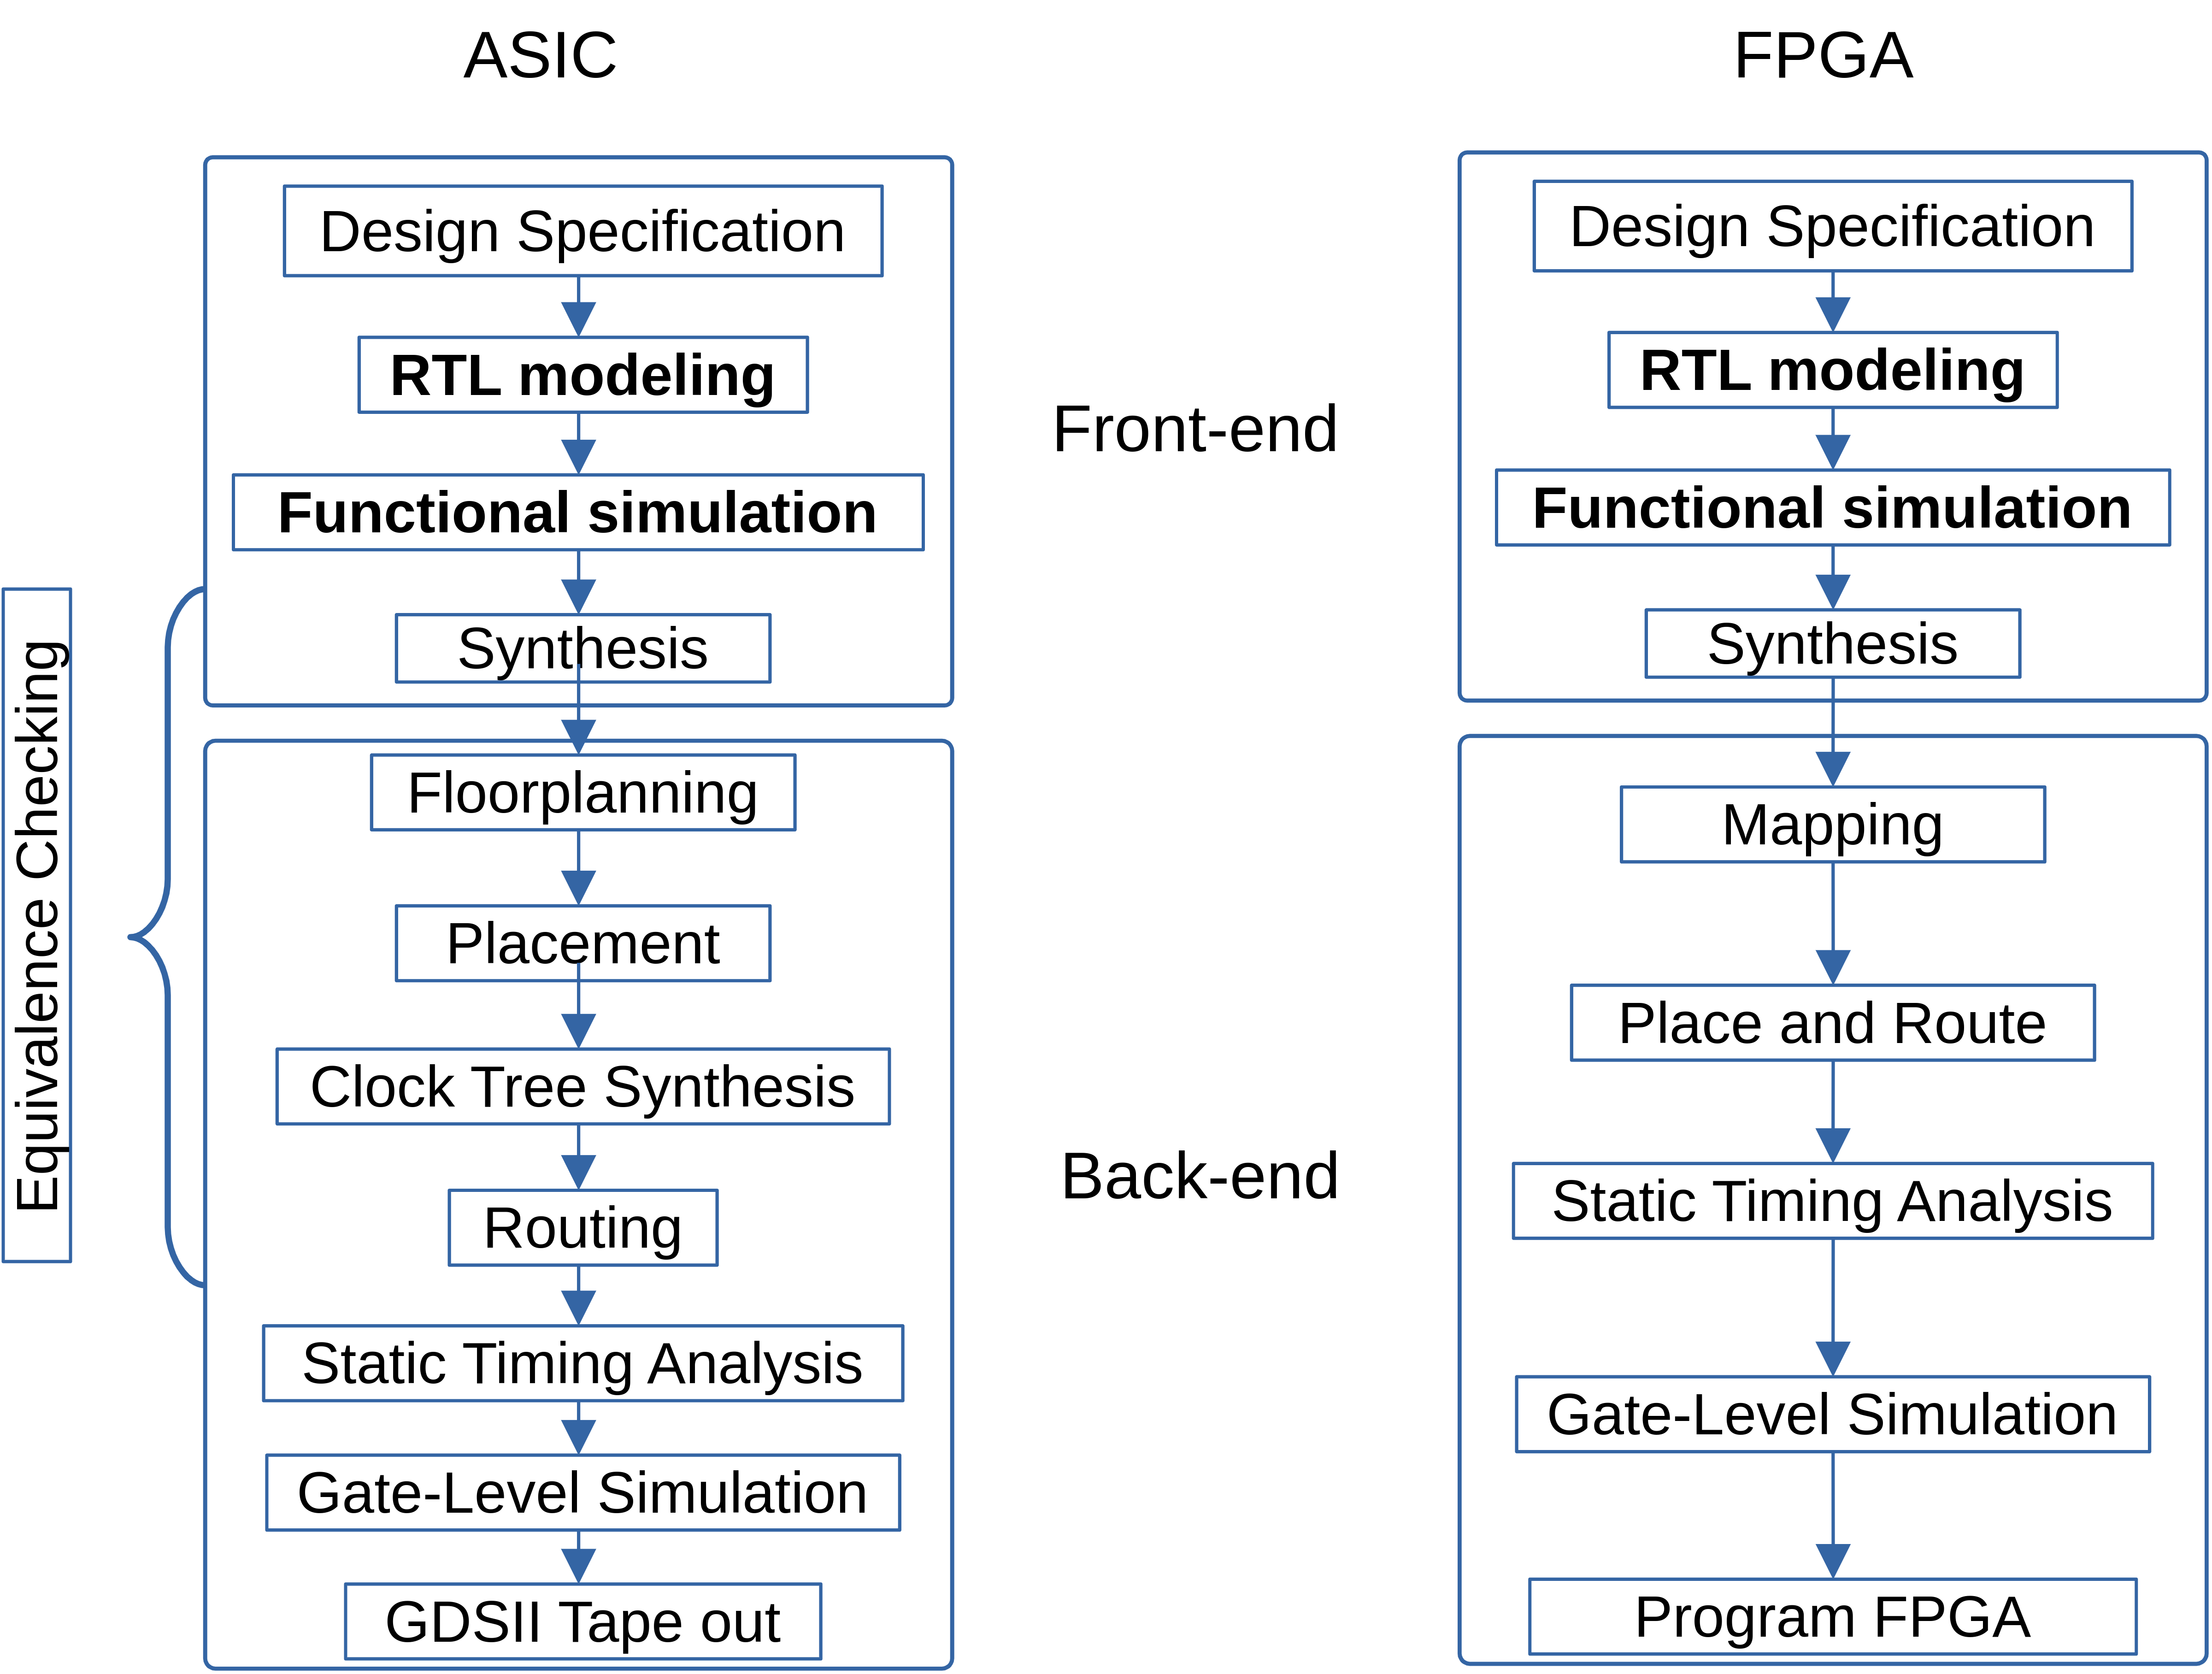 ASIC
FPGA
Design Specification
RTL modeling
Functional simulation
Synthesis
Floorplanning
Placement
Clock Tree Synthesis
Routing
Static Timing Analysis
Gate-Level Simulation
GDSII Tape out
Equivalence Checking
Front-end
Back-end
Design Specification
RTL modeling
Functional simulation
Synthesis
Mapping
Place and Route
Static Timing Analysis
Gate-Level Simulation
Program FPGA